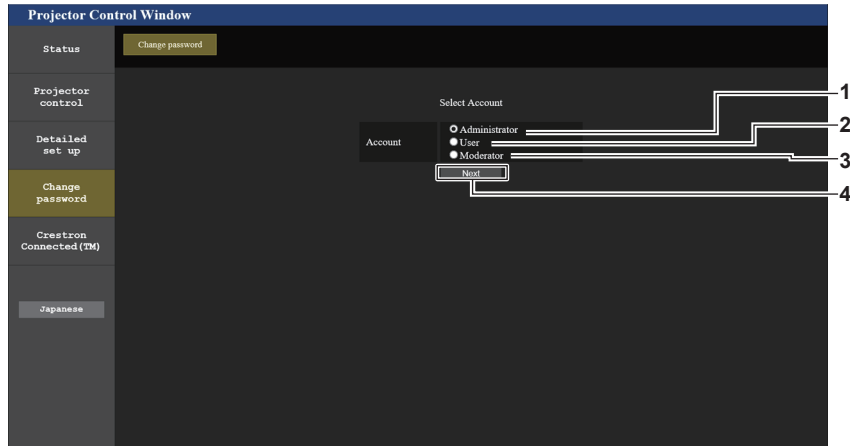 Projector Control Window
Status
Change password
Projector
control
Detailed
set up
Change
password
Crestron
Connected(TM)
Japanese
Select Account
Account
Administrator
User
Moderator
Next
1
2
3
4